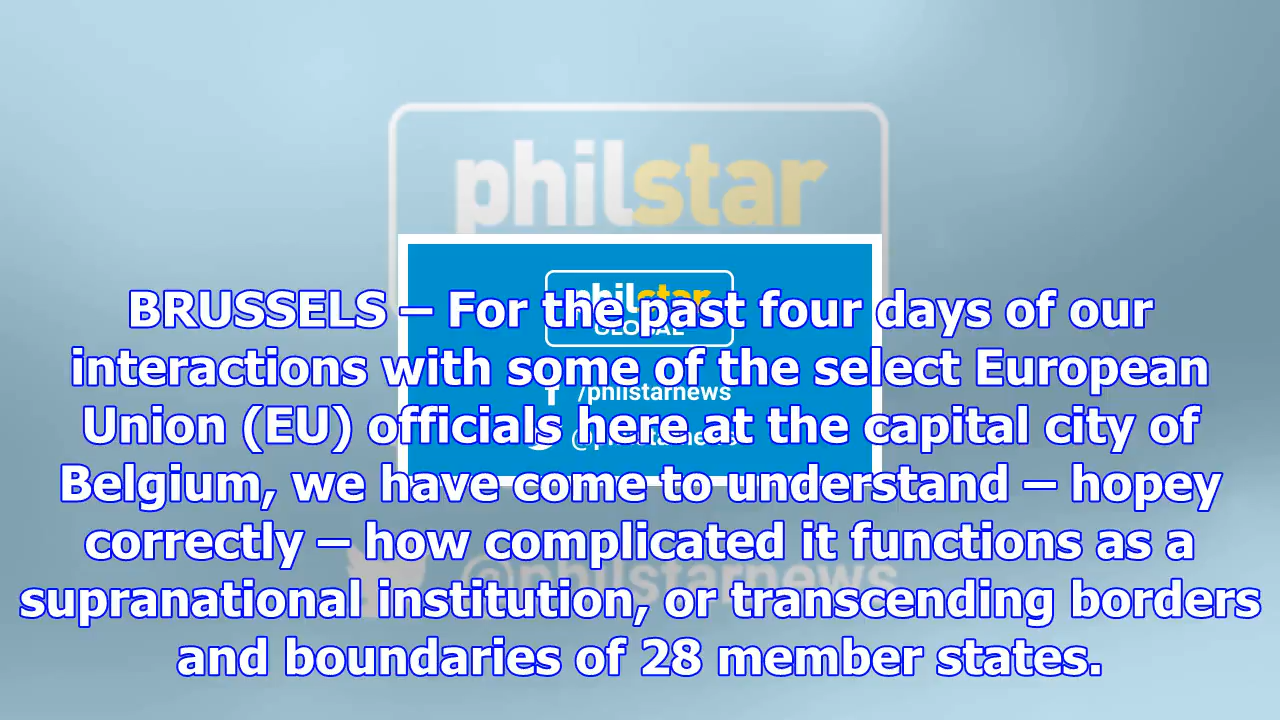 philstar
philstar
GLOBAL
BRUSSELS – For the past four days of our
interactions with some of the select European
/philstarnews
Union (EU) officials here at the capital city of
@philstarnews
Belgium, we have come to understand – hopey
correctly – how complicated it functions as a
@philstarnews
supranational institution, or transcending borders
and boundaries of 28 member states.